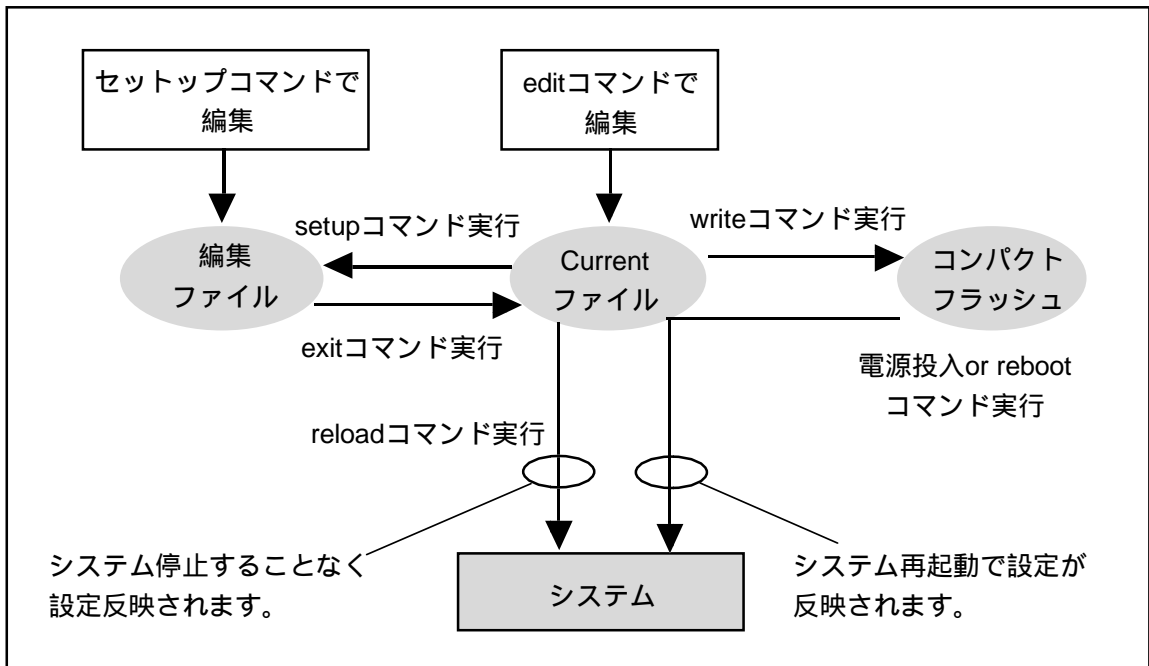 セットップコマンドで
編集
editコマンドで
編集
setupコマンド実行
writeコマンド実行
編集
ファイル
Current
ファイル
コンパクト
フラッシュ
exitコマンド実行
電源投入or reboot
コマンド実行
reloadコマンド実行
システム停止することなく
設定反映されます。
システム
システム再起動で設定が
反映されます。